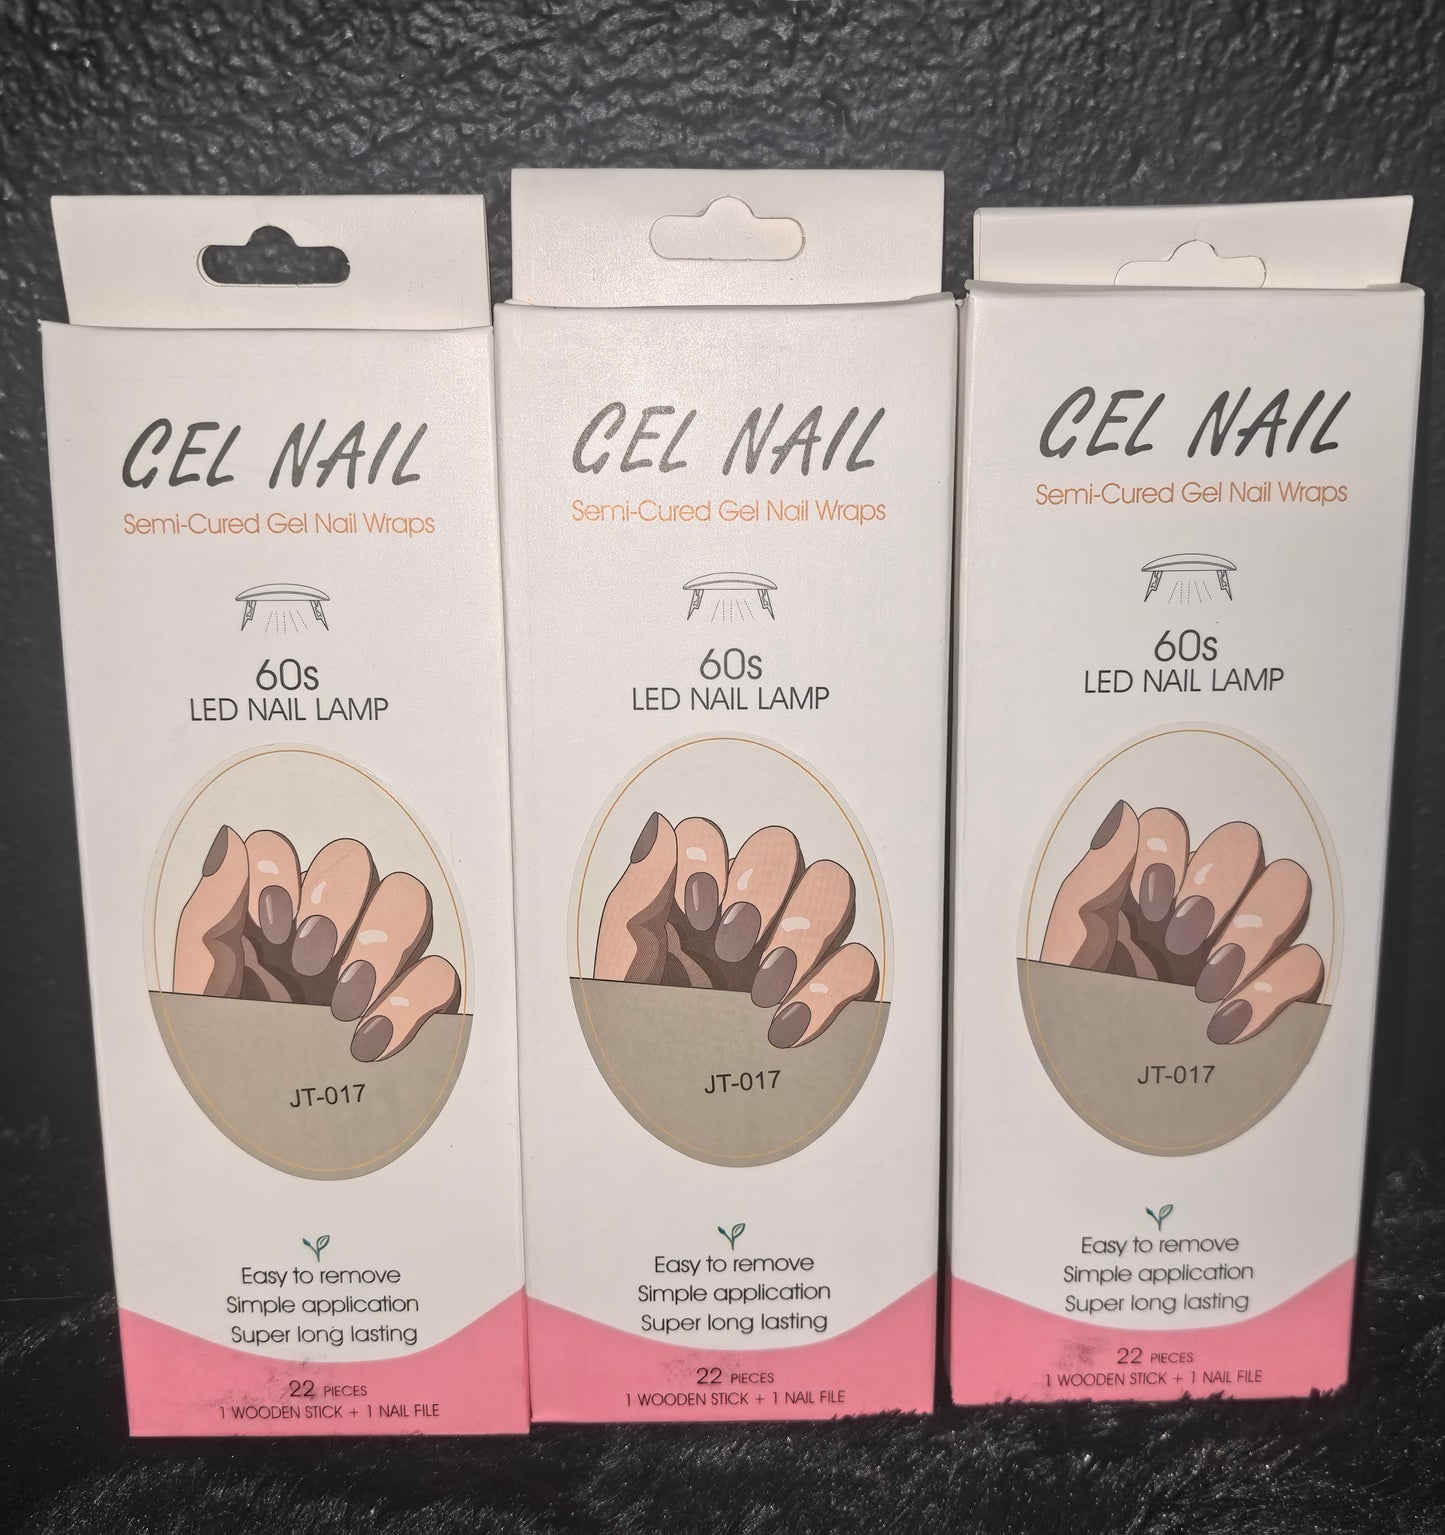 GEL NAIL
Semi-Cured Gel Nail Wraps
60s
LED NAIL LAMP
JT-017
Easy to remove
Simple application
Super long lasting
22 PIECES
1 WOODEN STICK + 1 NAIL FILE
GEL NAIL
Semi-Cured Gel Nail Wraps
60s
LED NAIL LAMP
JT-017
Easy to remove
Simple application
Super long lasting
22 PIECES
1 WOODEN STICK + 1 NAIL FILE
GEL NAIL
Semi-Cured Gel Nail Wraps
60s
LED NAIL LAMP
JT-017
Easy to remove
Simple application
Super long lasting
22 PIECES
1 WOODEN STICK + 1 NAIL FILE